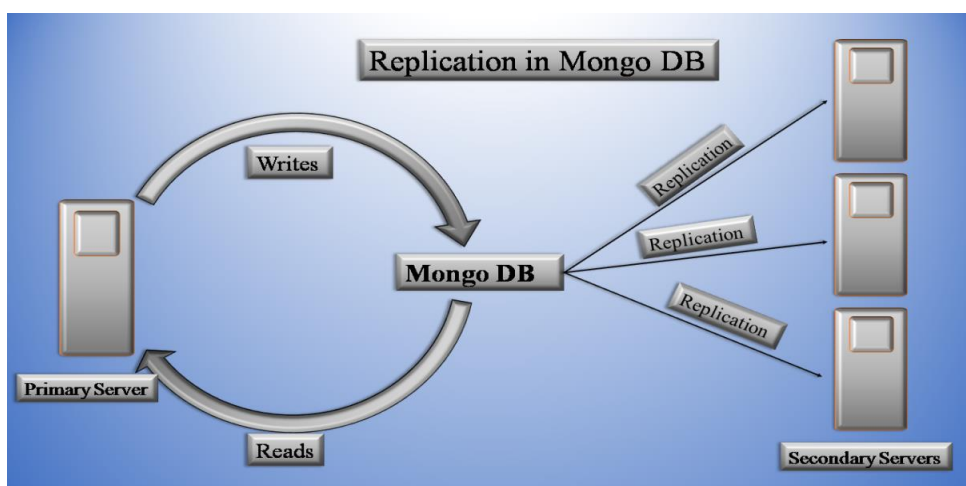 Replication in Mongo DB
Writes
Replication
Replication
Mongo DB
Replication
Primary Server
Reads
Secondary Servers